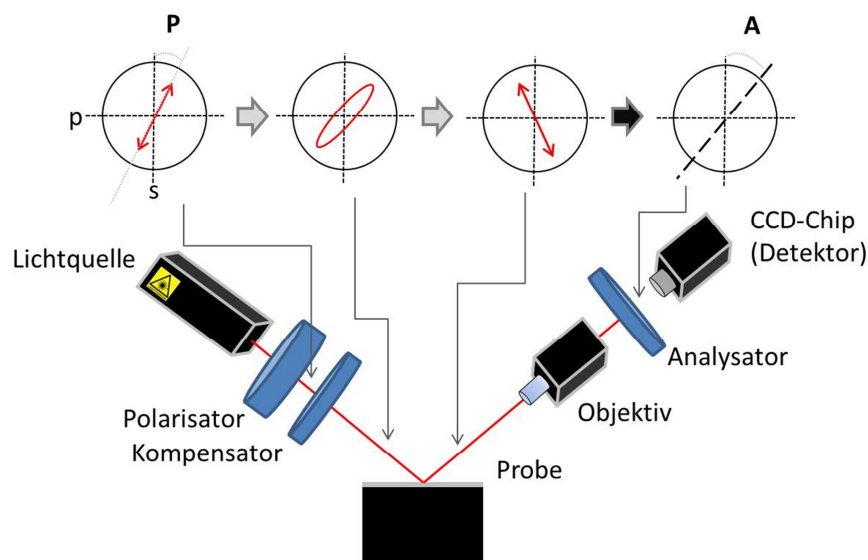 P
A
p
s
Lichtquelle
CCD-Chip
(Detektor)
Analysator
Polarisator
Kompensator
Objektiv
Probe